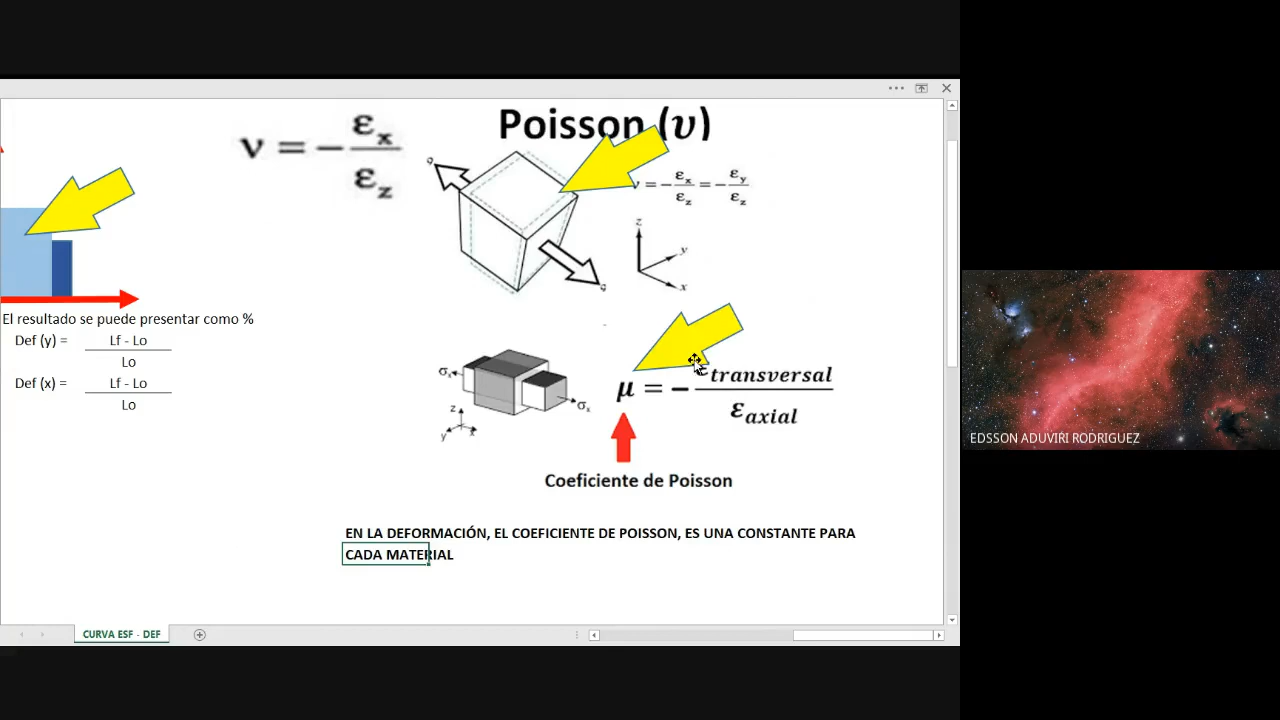 Poisson (υ)
ν = − εx / εz
ν = − εx / εz = − εy / εz
σ
σ
z
y
x
El resultado se puede presentar como %
Def (y) = Lf - Lo
Lo
Def (x) = Lf - Lo
Lo
σx
σx
z
y
x
μ = − transversal
εaxial
Coeficiente de Poisson
EN LA DEFORMACIÓN, EL COEFICIENTE DE POISSON, ES UNA CONSTANTE PARA
CADA MATERIAL
CURVA ESF - DEF
EDSSON ADUVIRI RODRIGUEZ